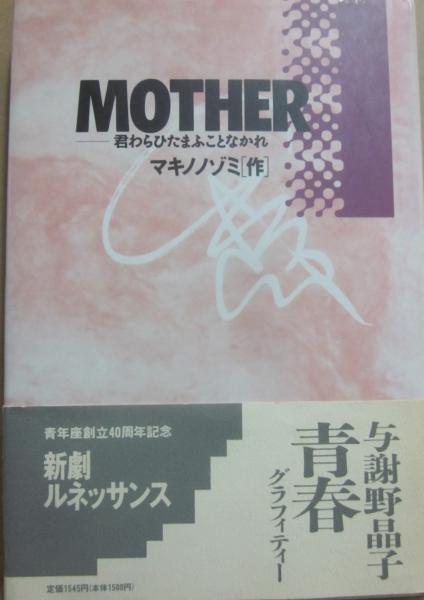 MOTHER
――君わらひたまふことなかれ
マキノノゾミ[作]
与謝野晶子
青春
グラフィティー
青年座創立40周年記念
新劇
ルネッサンス
定価1545円(本体1500円)